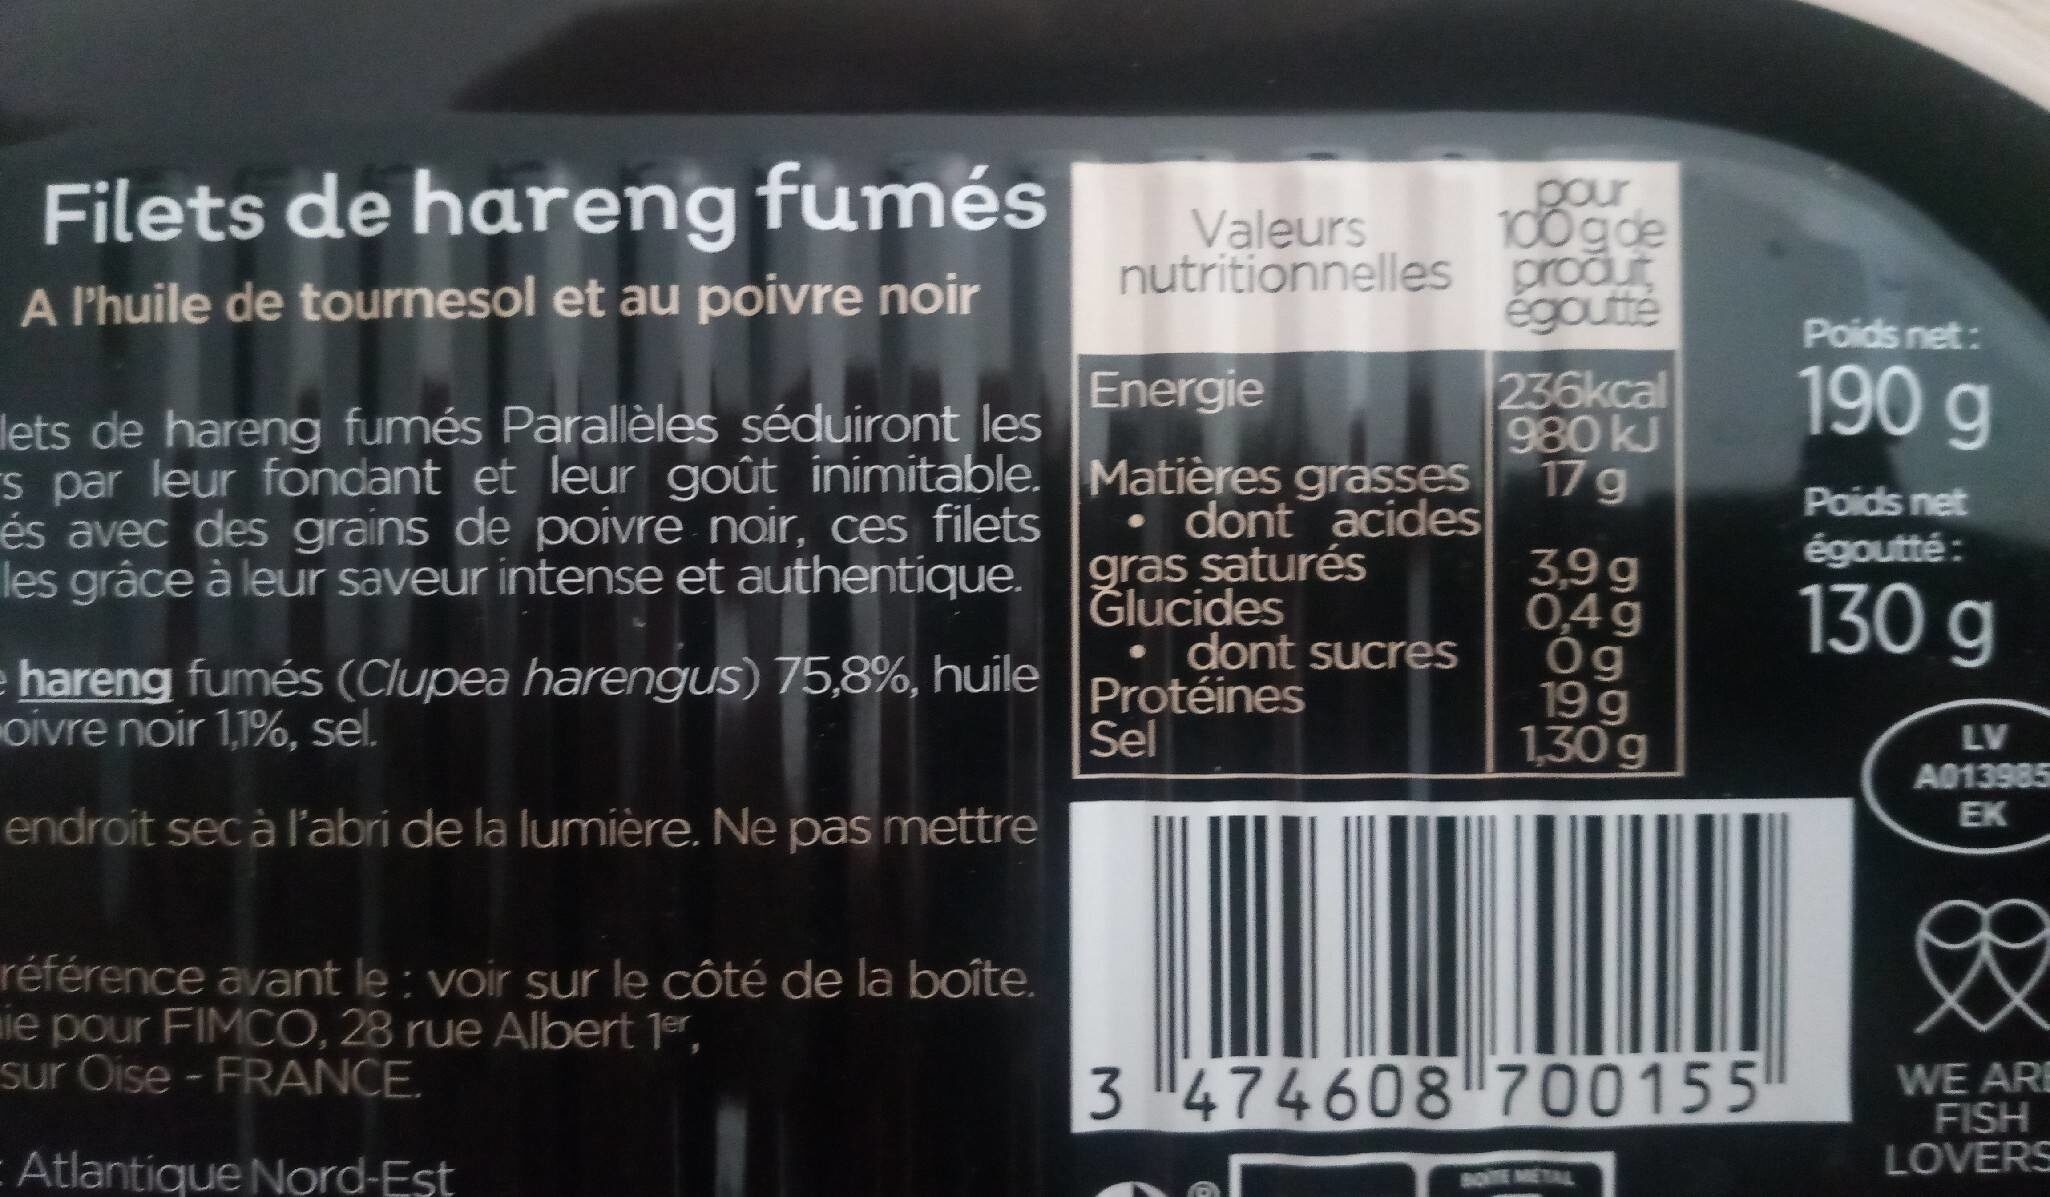 Filets de hareng fumés
A l'huile de tournesol et au poivre noir
lets de hareng fumés Parallèles séduiront les
s par leur fondant et leur goût inimitable.
és avec des grains de poivre noir, ces filets
les grâce à leur saveur intense et authentique.
hareng fumés (Clupea harengus) 75,8%, huile
oivre noir 1,1%, sel.
endroit sec à l'abri de la lumière. Ne pas mettre
référence avant le : voir sur le côté de la boîte.
ie pour FIMCO, 28 rue Albert 1er,
sur Oise - FRANCE.
: Atlantique Nord-Est
Valeurs nutritionnelles
pour
100 g de
produit
égoutté
Energie 236kcal
980 kJ
Matières grasses 17 g
• dont acides
gras saturés 3,9 g
Glucides 0,4 g
• dont sucres 0 g
Protéines 19 g
Sel 1,30 g
3 474608 700155
BOÎTE MÉTAL
Poids net :
190 g
Poids net
égoutté :
130 g
LV
A013985
EK
WE ARE
FISH
LOVERS